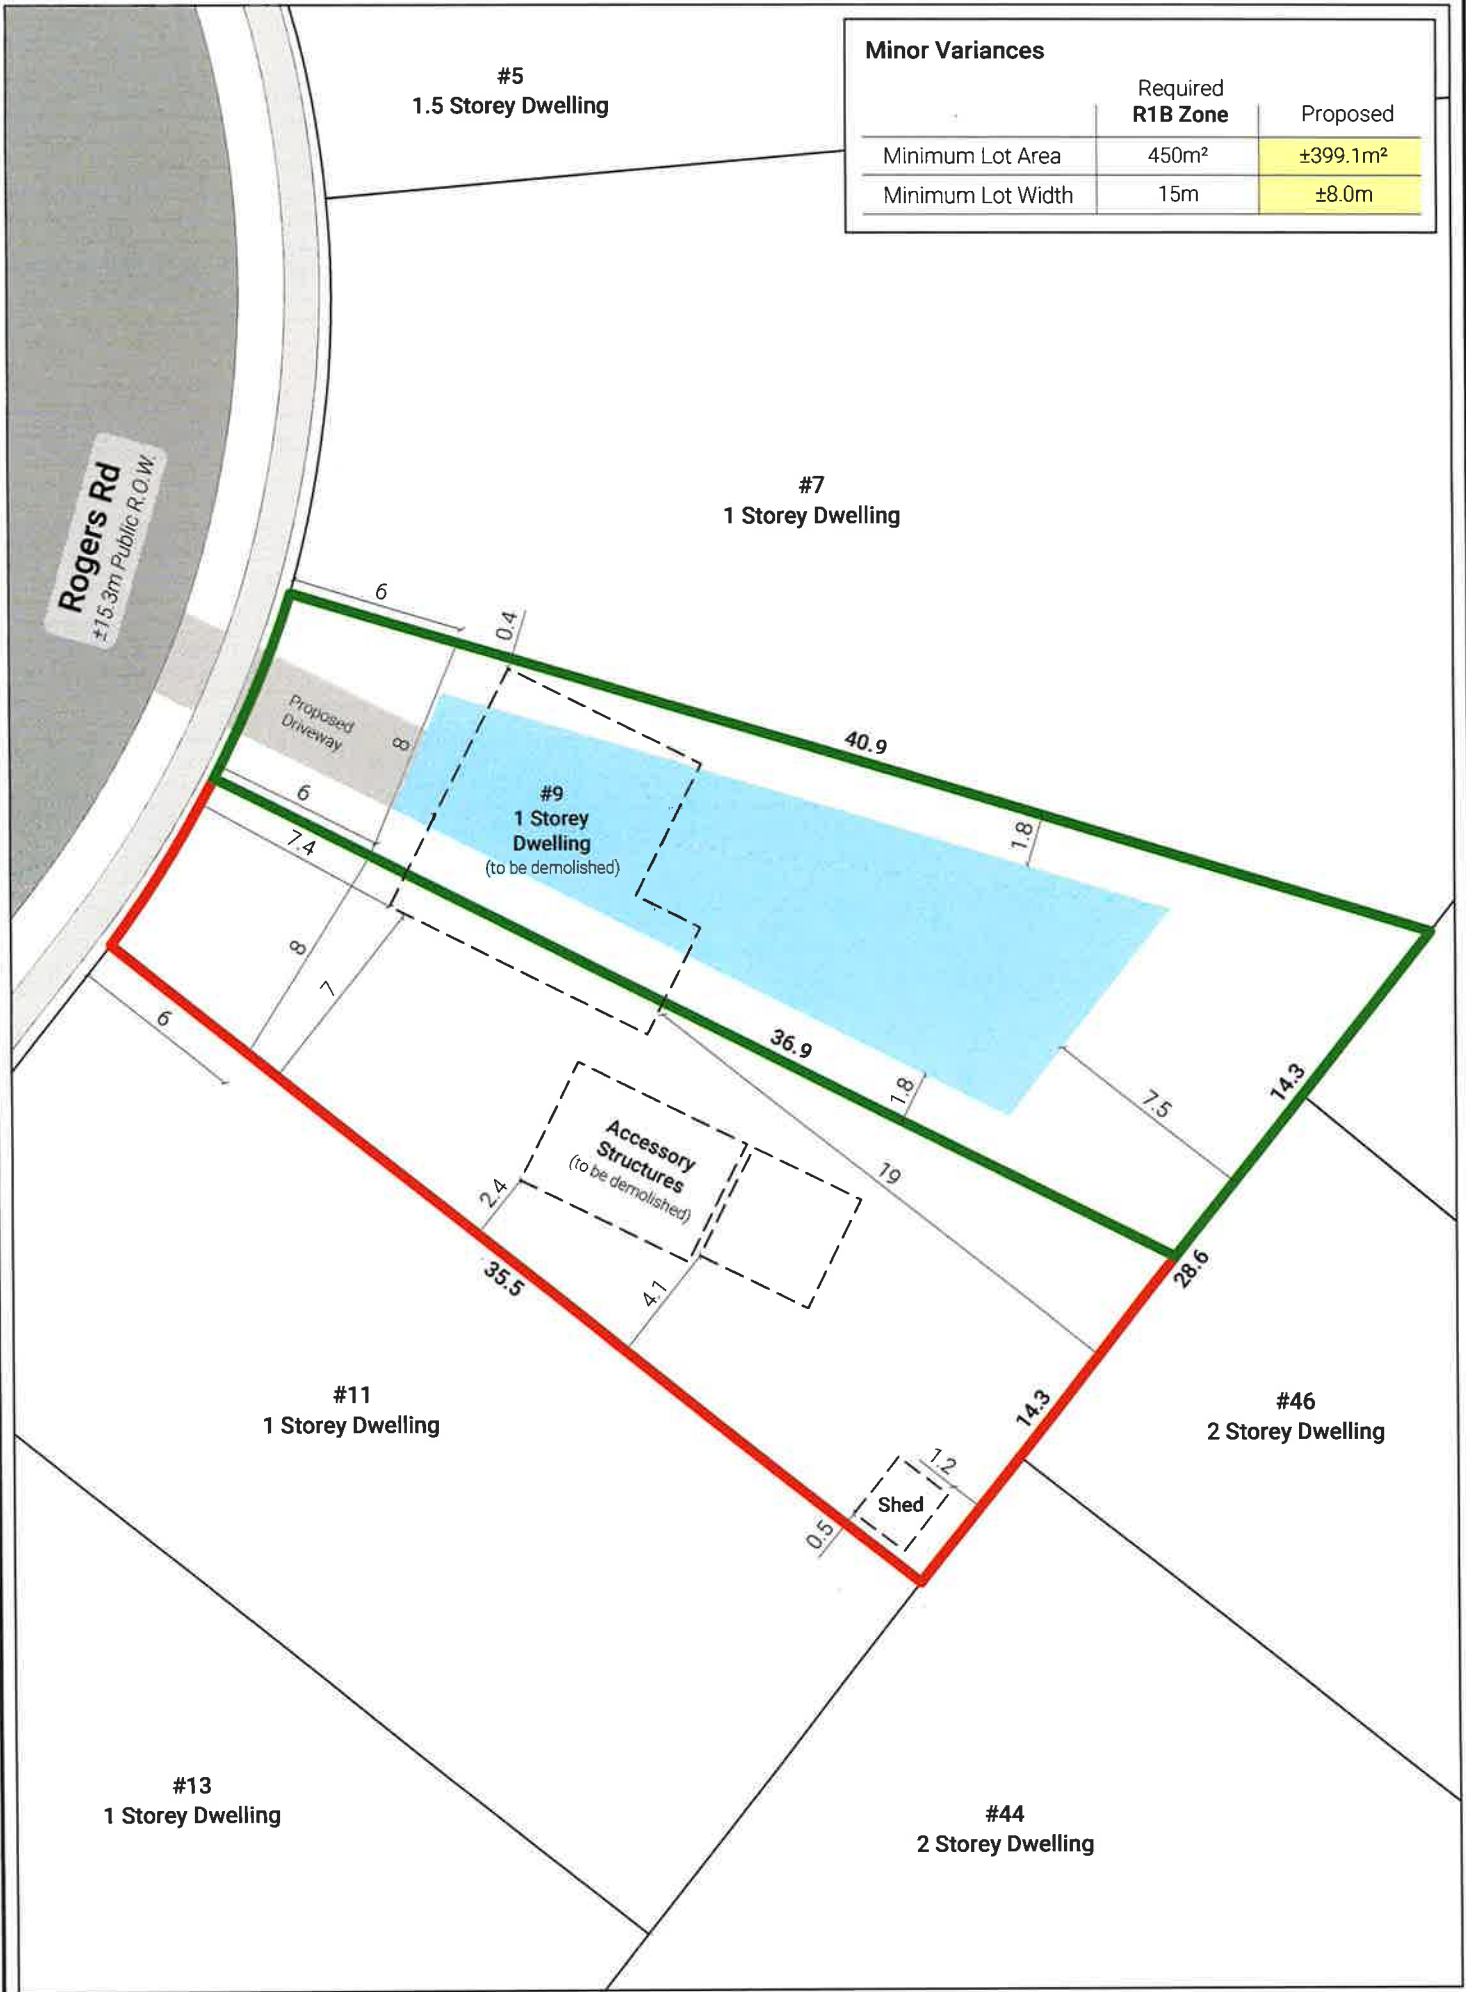 #5
1.5 Storey Dwelling
Minor Variances
Required
R1B Zone
Proposed
Minimum Lot Area 450m² ±399.1m²
Minimum Lot Width 15m ±8.0m
Rogers Rd
±15.3m Public R.O.W.
#7
1 Storey Dwelling
6
0.4
40.9
Proposed
Driveway
8
6
7.4
#9
1 Storey
Dwelling
(to be demolished)
1.8
8
7
6
36.9
1.8
7.5
14.3
19
Accessory
Structures
(to be demolished)
2.4
4.1
35.5
28.6
14.3
1.2
Shed
0.5
#11
1 Storey Dwelling
#46
2 Storey Dwelling
#13
1 Storey Dwelling
#44
2 Storey Dwelling